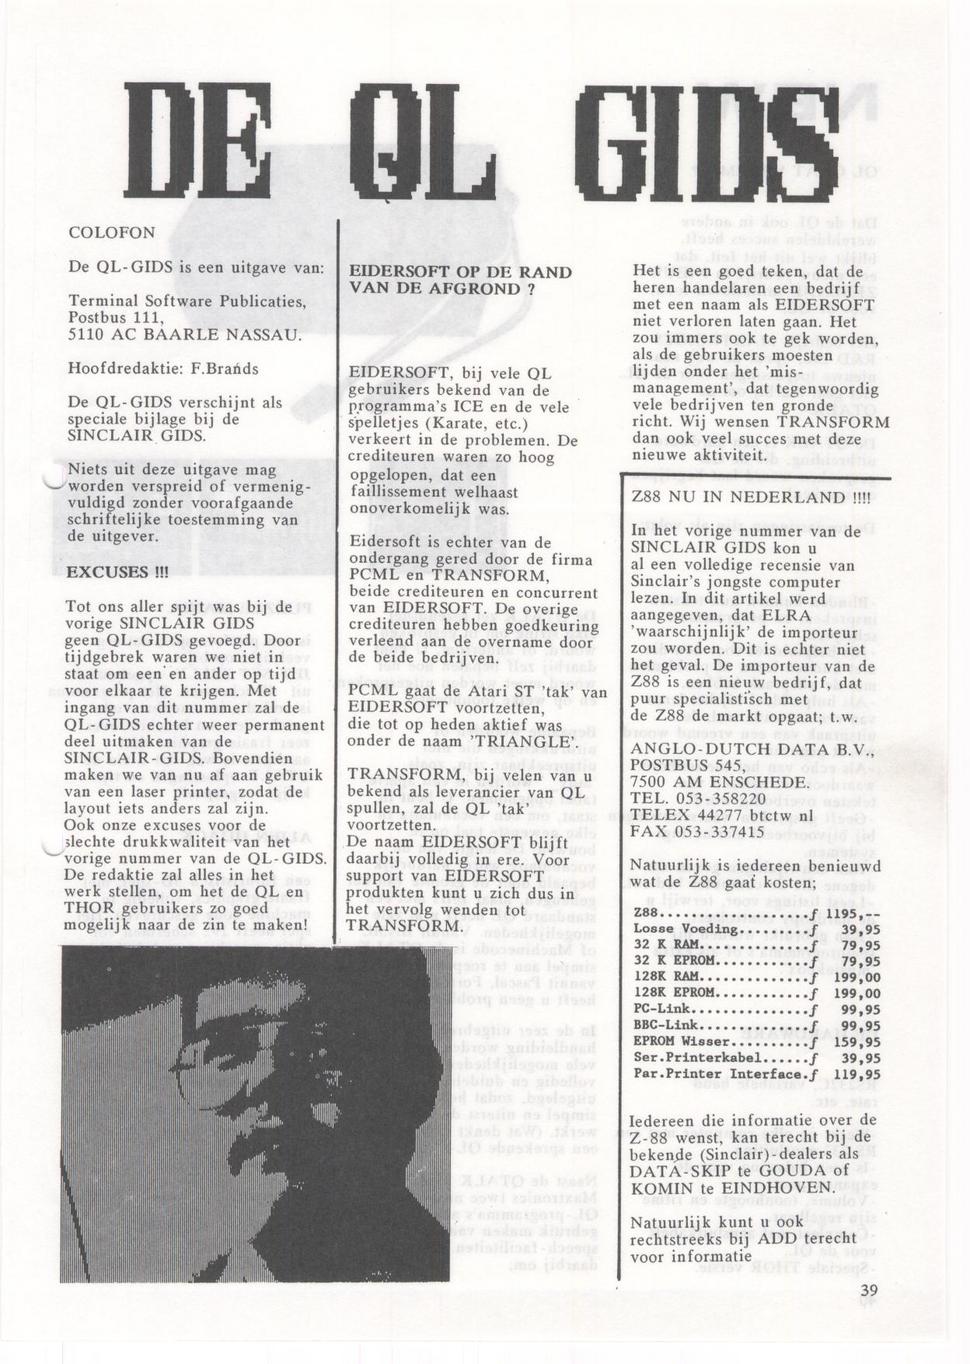 DE QL GIDS
COLOFON
De QL-GIDS is een uitgave van:
Terminal Software Publicaties,
Postbus 111,
5110 AC BAARLE NASSAU.
Hoofdredaktie: F.Brands
De QL-GIDS verschijnt als
speciale bijlage bij de
SINCLAIR GIDS.
Niets uit deze uitgave mag
worden verspreid of vermenig-
vuldigd zonder voorafgaande
schriftelijke toestemming van
de uitgever.
EXCUSES !!!
Tot ons aller spijt was bij de
vorige SINCLAIR GIDS
geen QL-GIDS gevoegd. Door
tijdgebrek waren we niet in
staat om een en ander op tijd
voor elkaar te krijgen. Met
ingang van dit nummer zal de
QL-GIDS echter weer permanent
deel uitmaken van de
SINCLAIR-GIDS. Bovendien
maken we van nu af aan gebruik
van een laser printer, zodat de
layout iets anders zal zijn.
Ook onze excuses voor de
slechte drukkwaliteit van het
vorige nummer van de QL-GIDS.
De redaktie zal alles in het
werk stellen, om het de QL en
THOR gebruikers zo goed
mogelijk naar de zin te maken!
EIDERSOFT OP DE RAND
VAN DE AFGROND ?
EIDERSOFT, bij vele QL
gebruikers bekend van de
programma's ICE en de vele
spelletjes (Karate, etc.)
verkeert in de problemen. De
crediteuren waren zo hoog
opgelopen, dat een
faillissement welhaast
onoverkomelijk was.
Eidersoft is echter van de
ondergang gered door de firma
PCML en TRANSFORM,
beide crediteuren en concurrent
van EIDERSOFT. De overige
crediteuren hebben goedkeuring
verleend aan de overname door
de beide bedrijven.
PCML gaat de Atari ST 'tak' van
EIDERSOFT voortzetten,
die tot op heden aktief was
onder de naam 'TRIANGLE'.
TRANSFORM, bij velen van u
bekend als leverancier van QL
spullen, zal de QL 'tak'
voortzetten.
De naam EIDERSOFT blijft
daarbij volledig in ere. Voor
support van EIDERSOFT
produkten kunt u zich dus in
het vervolg wenden tot
TRANSFORM.
Het is een goed teken, dat de
heren handelaren een bedrijf
met een naam als EIDERSOFT
niet verloren laten gaan. Het
zou immers ook te gek worden,
als de gebruikers moesten
lijden onder het 'mis-
management', dat tegenwoordig
vele bedrijven ten gronde
richt. Wij wensen TRANSFORM
dan ook veel succes met deze
nieuwe aktiviteit.
Z88 NU IN NEDERLAND !!!!
In het vorige nummer van de
SINCLAIR GIDS kon u
al een volledige recensie van
Sinclair's jongste computer
lezen. In dit artikel werd
aangegeven, dat ELRA
'waarschijnlijk' de importeur
zou worden. Dit is echter niet
het geval. De importeur van de
Z88 is een nieuw bedrijf, dat
puur specialistisch met
de Z88 de markt opgaat; t.w.
ANGLO-DUTCH DATA B.V.,
POSTBUS 545,
7500 AM ENSCHEDE.
TEL. 053-358220
TELEX 44277 btctw nl
FAX 053-337415
Natuurlijk is iedereen benieuwd
wat de Z88 gaat kosten;
Z88...................ƒ 1195,--
Losse Voeding.........ƒ 39,95
32 K RAM..............ƒ 79,95
32 K EPROM............ƒ 79,95
128K RAM..............ƒ 199,00
128K EPROM............ƒ 199,00
PC-Link...............ƒ 99,95
BBC-Link..............ƒ 99,95
EPROM Wisser..........ƒ 159,95
Ser.Printerkabel......ƒ 39,95
Par.Printer Interface.ƒ 119,95
Iedereen die informatie over de
Z-88 wenst, kan terecht bij de
bekende (Sinclair)-dealers als
DATA-SKIP te GOUDA of
KOMIN te EINDHOVEN.
Natuurlijk kunt u ook
rechtstreeks bij ADD terecht
voor informatie
39